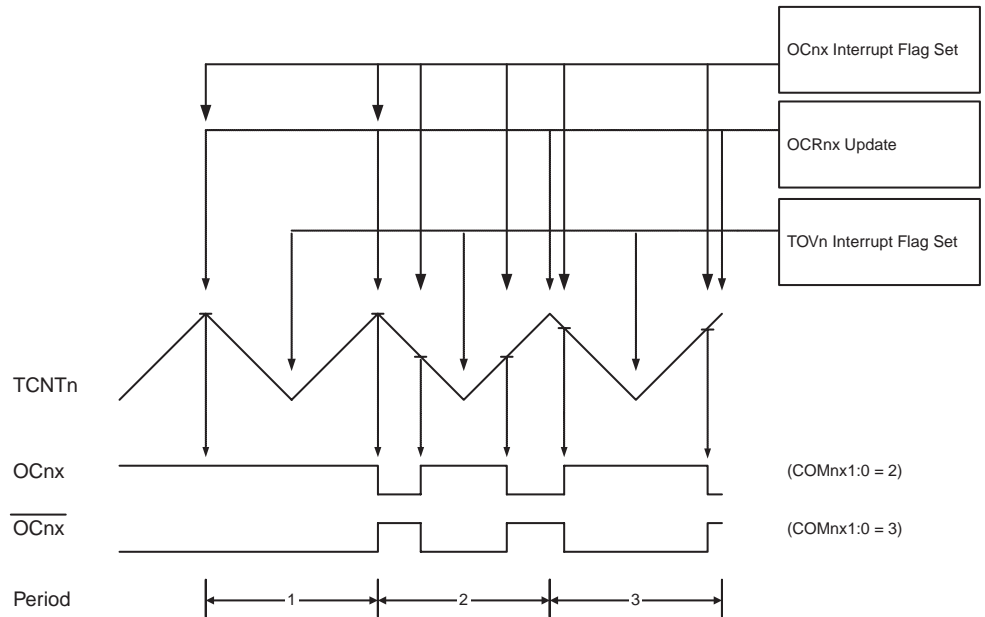 OCnx Interrupt Flag Set
OCRnx Update
TOVn Interrupt Flag Set
TCNTn
OCnx
(COMnx1:0 = 2)
OCnx
(COMnx1:0 = 3)
Period
1
2
3